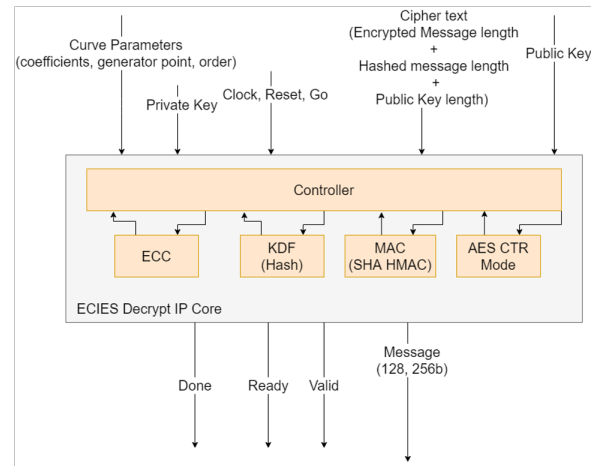 Curve Parameters
(coefficients, generator point, order)
Private Key
Clock, Reset, Go
Cipher text
(Encrypted Message length
+
Hashed message length
+
Public Key length)
Public Key
Controller
ECC
KDF
(Hash)
MAC
(SHA HMAC)
AES CTR
Mode
ECIES Decrypt IP Core
Done
Ready
Valid
Message
(128, 256b)